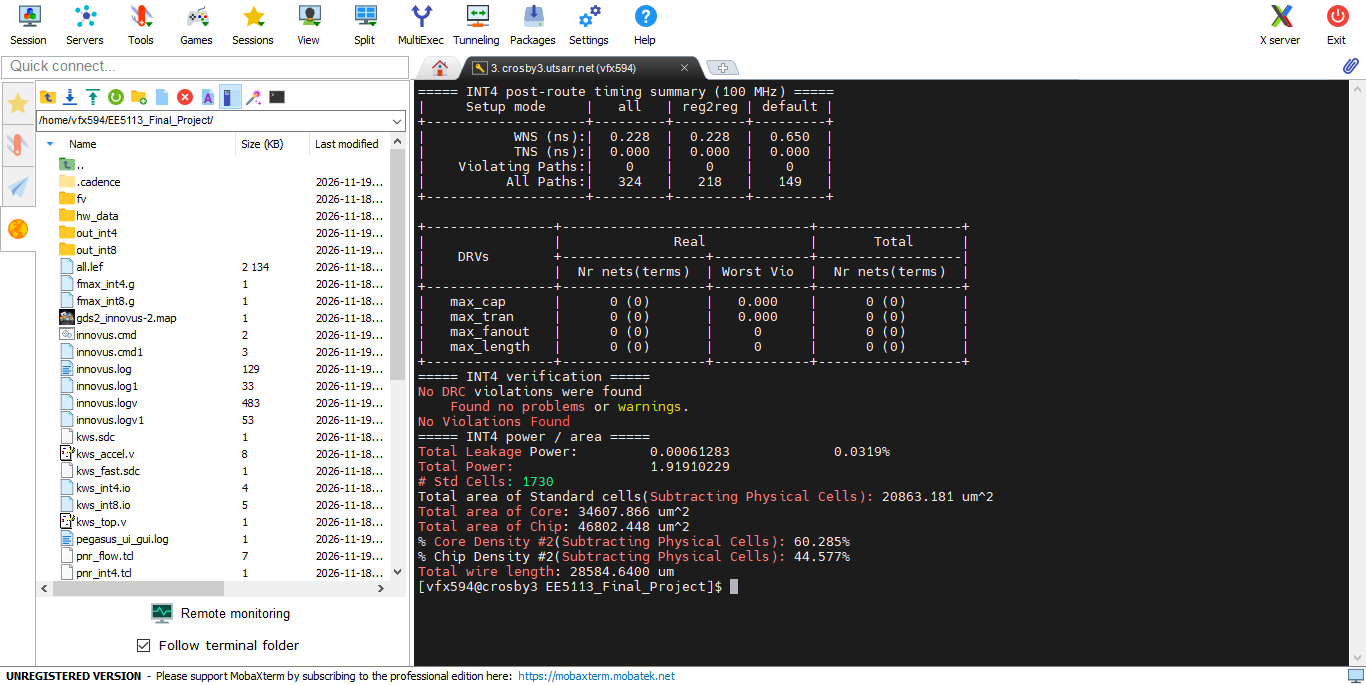 Session Servers Tools Games Sessions View Split MultiExec Tunneling Packages Settings Help X server Exit
Quick connect...
3. crosby3.utsarr.net (vfx594)
/home/vfx594/EE5113_Final_Project/
Name Size (KB) Last modified
..
.cadence 2026-11-19...
fv 2026-11-18...
hw_data 2026-11-18...
out_int4 2026-11-19...
out_int8 2026-11-19...
all.lef 2 134 2026-11-18...
fmax_int4.g 1 2026-11-18...
fmax_int8.g 1 2026-11-18...
gds2_innovus-2.map 1 2026-11-18...
innovus.cmd 2 2026-11-19...
innovus.cmd1 3 2026-11-19...
innovus.log 129 2026-11-19...
innovus.log1 33 2026-11-19...
innovus.logv 483 2026-11-19...
innovus.logv1 53 2026-11-19...
kws.sdc 1 2026-11-18...
kws_accel.v 8 2026-11-18...
kws_fast.sdc 1 2026-11-18...
kws_int4.io 4 2026-11-18...
kws_int8.io 5 2026-11-18...
kws_top.v 1 2026-11-18...
pegasus_ui_gui.log 1 2026-11-19...
pnr_flow.tcl 7 2026-11-19...
pnr_int4.tcl 1 2026-11-18...
Remote monitoring
Follow terminal folder
===== INT4 post-route timing summary (100 MHz) =====
| Setup mode | all | reg2reg | default |
+--------------------+---------+---------+---------+
| WNS (ns):| 0.228 | 0.228 | 0.650 |
| TNS (ns):| 0.000 | 0.000 | 0.000 |
| Violating Paths:| 0 | 0 | 0 |
| All Paths:| 324 | 218 | 149 |
+--------------------+---------+---------+---------+
+----------------+-------------------------------+------------------+
| | Real | Total |
| DRVs +------------------+------------+------------------|
| | Nr nets(terms) | Worst Vio | Nr nets(terms) |
+----------------+------------------+------------+------------------+
| max_cap | 0 (0) | 0.000 | 0 (0) |
| max_tran | 0 (0) | 0.000 | 0 (0) |
| max_fanout | 0 (0) | 0 | 0 (0) |
| max_length | 0 (0) | 0 | 0 (0) |
+----------------+------------------+------------+------------------+
===== INT4 verification =====
No DRC violations were found
Found no problems or warnings.
No Violations Found
===== INT4 power / area =====
Total Leakage Power: 0.00061283 0.0319%
Total Power: 1.91910229
# Std Cells: 1730
Total area of Standard cells(Subtracting Physical Cells): 20863.181 um^2
Total area of Core: 34607.866 um^2
Total area of Chip: 46802.448 um^2
% Core Density #2(Subtracting Physical Cells): 60.285%
% Chip Density #2(Subtracting Physical Cells): 44.577%
Total wire length: 28584.6400 um
[vfx594@crosby3 EE5113_Final_Project]$
UNREGISTERED VERSION - Please support MobaXterm by subscribing to the professional edition here: https://mobaxterm.mobatek.net